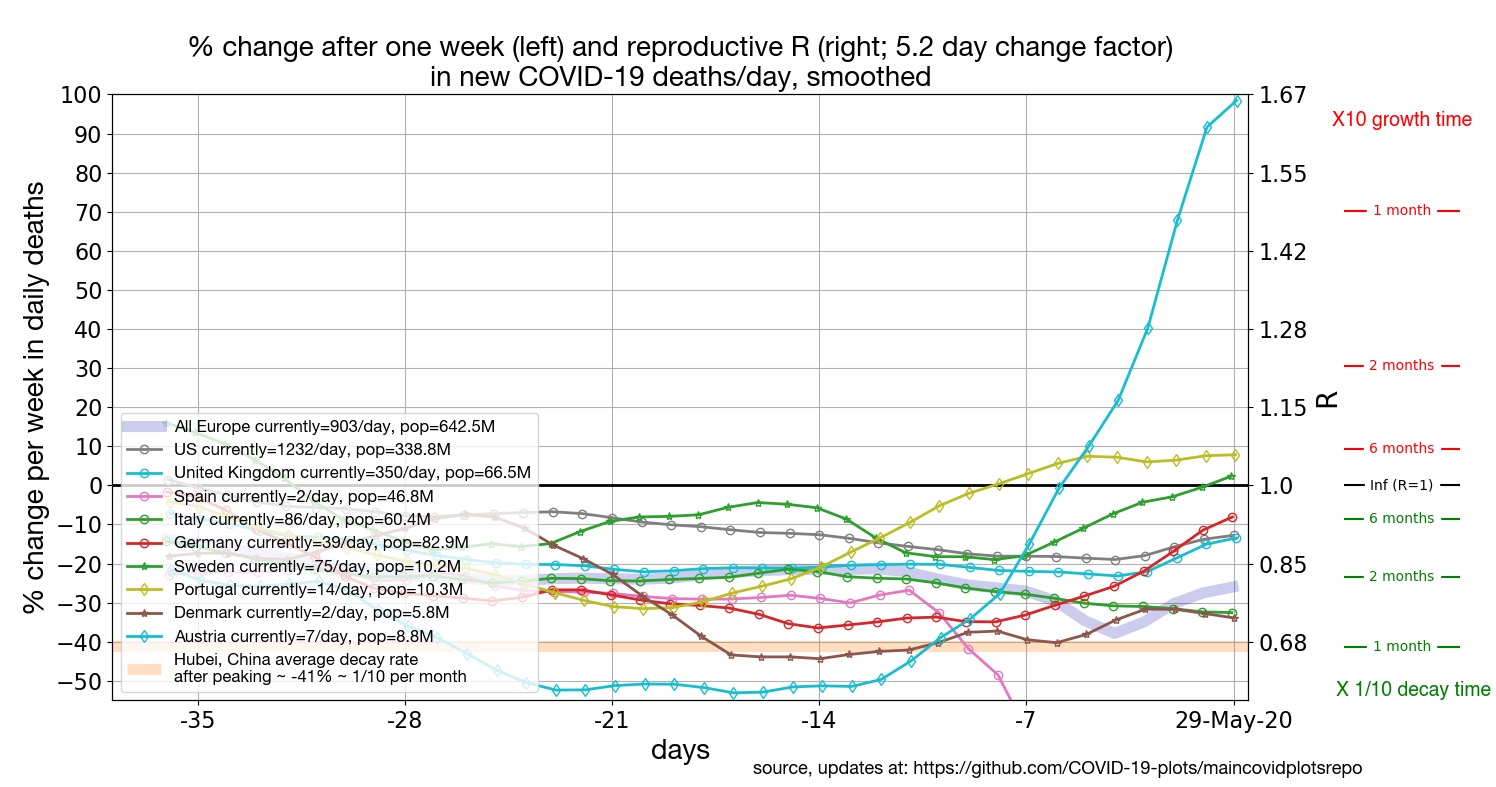 % change after one week (left) and reproductive R (right; 5.2 day change factor)
in new COVID-19 deaths/day, smoothed
% change per week in daily deaths
100
90
80
70
60
50
40
30
20
10
0
−10
−20
−30
−40
−50
All Europe currently=903/day, pop=642.5M
US currently=1232/day, pop=338.8M
United Kingdom currently=350/day, pop=66.5M
Spain currently=2/day, pop=46.8M
Italy currently=86/day, pop=60.4M
Germany currently=39/day, pop=82.9M
Sweden currently=75/day, pop=10.2M
Portugal currently=14/day, pop=10.3M
Denmark currently=2/day, pop=5.8M
Austria currently=7/day, pop=8.8M
Hubei, China average decay rate
after peaking ~ -41% ~ 1/10 per month
1.67
1.55
1.42
1.28
1.15
1.0
0.85
0.68
R
X10 growth time
1 month
2 months
6 months
Inf (R=1)
6 months
2 months
1 month
X 1/10 decay time
-35
-28
-21
-14
-7
29-May-20
days
source, updates at: https://github.com/COVID-19-plots/maincovidplotsrepo